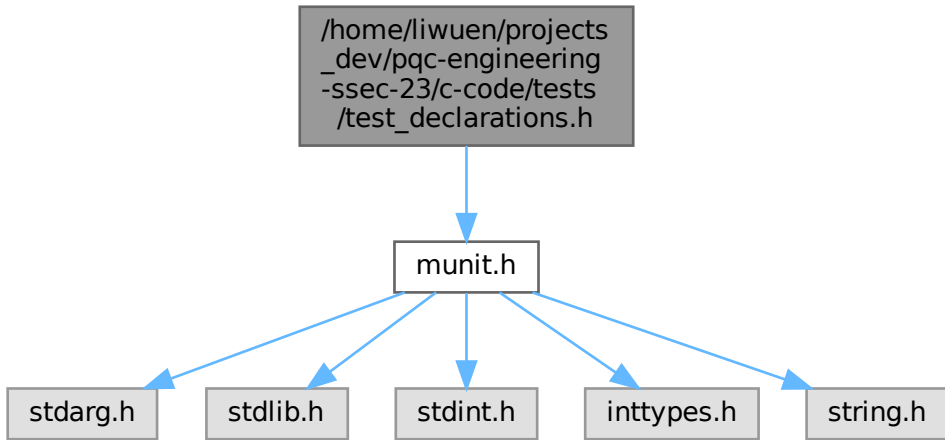 /home/liwuen/projects
_dev/pqc-engineering
-ssec-23/c-code/tests
/test_declarations.h
munit.h
stdarg.h
stdlib.h
stdint.h
inttypes.h
string.h